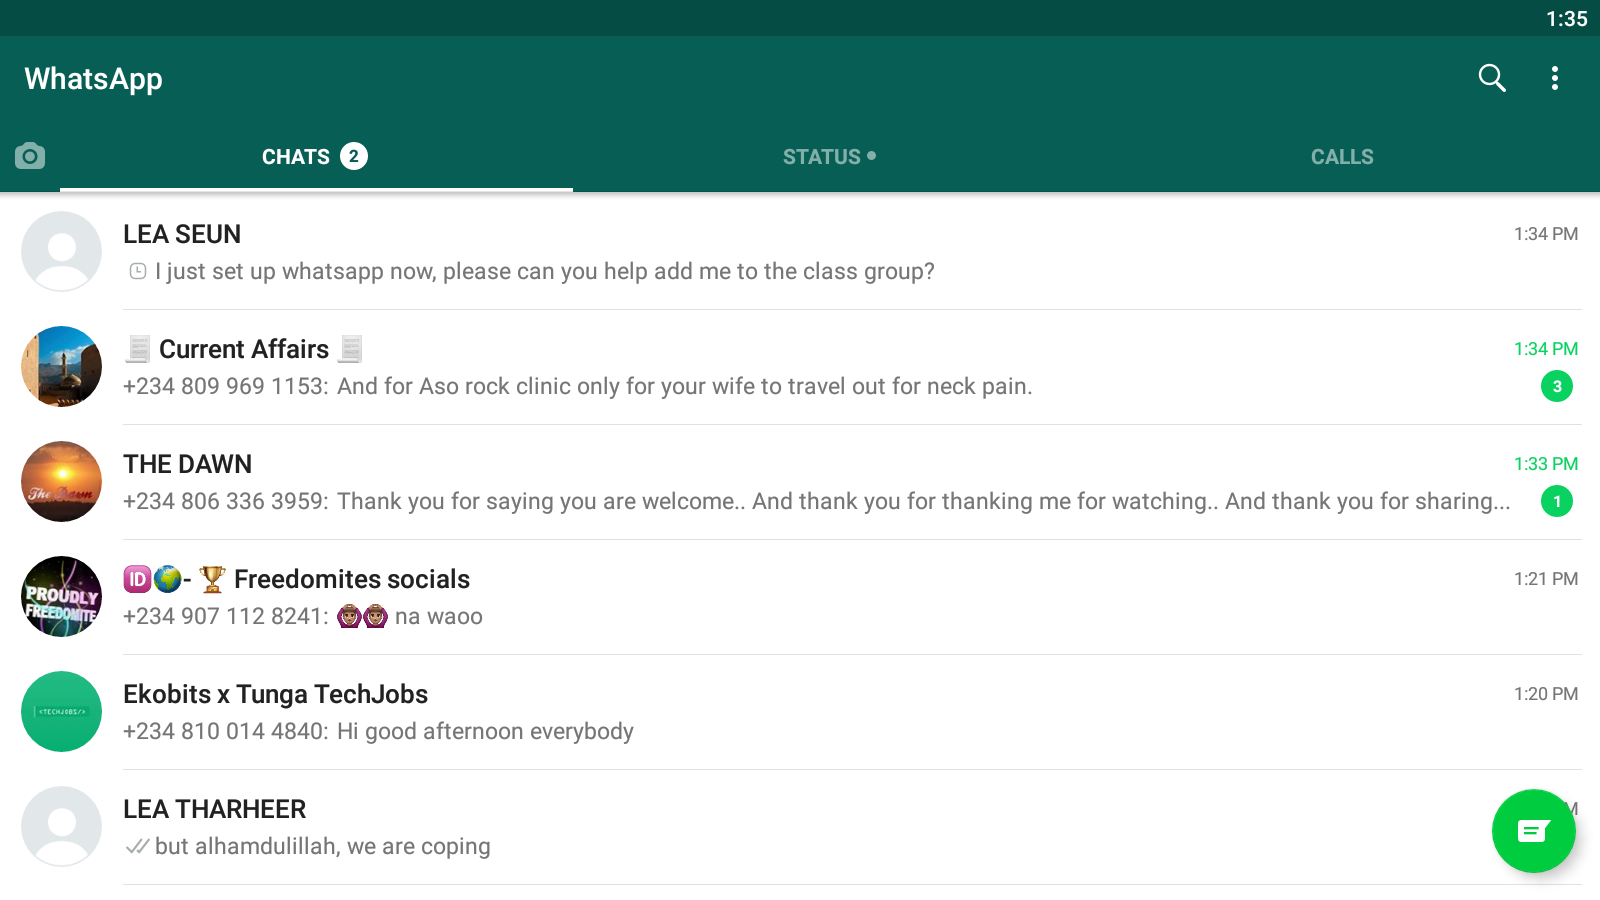 1:35
WhatsApp
CHATS 2
STATUS
CALLS
LEA SEUN
1:34 PM
I just set up whatsapp now, please can you help add me to the class group?
Current Affairs
1:34 PM
+234 809 969 1153: And for Aso rock clinic only for your wife to travel out for neck pain.
3
THE DAWN
1:33 PM
The Dawn
+234 806 336 3959: Thank you for saying you are welcome.. And thank you for thanking me for watching.. And thank you for sharing...
1
🆔🌍- 🏆 Freedomites socials
1:21 PM
PROUDLY
FREEDOMITE
+234 907 112 8241: na waoo
Ekobits x Tunga TechJobs
1:20 PM
<TECHJOBS/>
+234 810 014 4840: Hi good afternoon everybody
LEA THARHEER
M
but alhamdulillah, we are coping